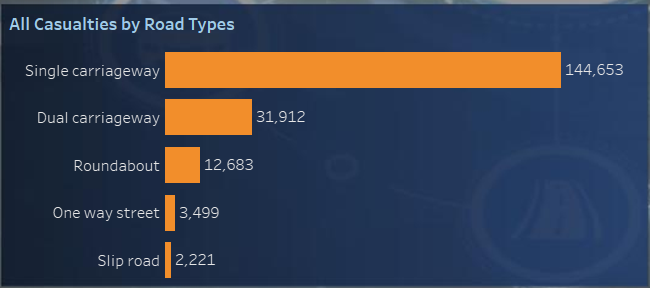 All Casualties by Road Types
Single carriageway 144,653
Dual carriageway 31,912
Roundabout 12,683
One way street 3,499
Slip road 2,221